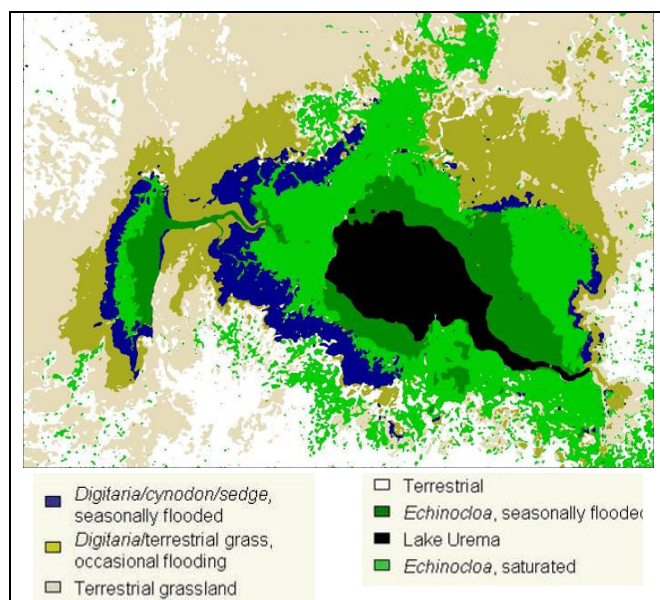 Digitaria/cynodon/sedge,
seasonally flooded
Digitaria/terrestrial grass,
occasional flooding
Terrestrial grassland
Terrestrial
Echinocloa, seasonally flooded
Lake Urema
Echinocloa, saturated